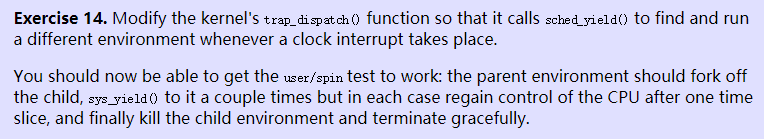 Exercise 14. Modify the kernel's trap_dispatch() function so that it calls sched_yield() to find and run
a different environment whenever a clock interrupt takes place.
You should now be able to get the user/spin test to work: the parent environment should fork off
the child, sys_yield() to it a couple times but in each case regain control of the CPU after one time
slice, and finally kill the child environment and terminate gracefully.